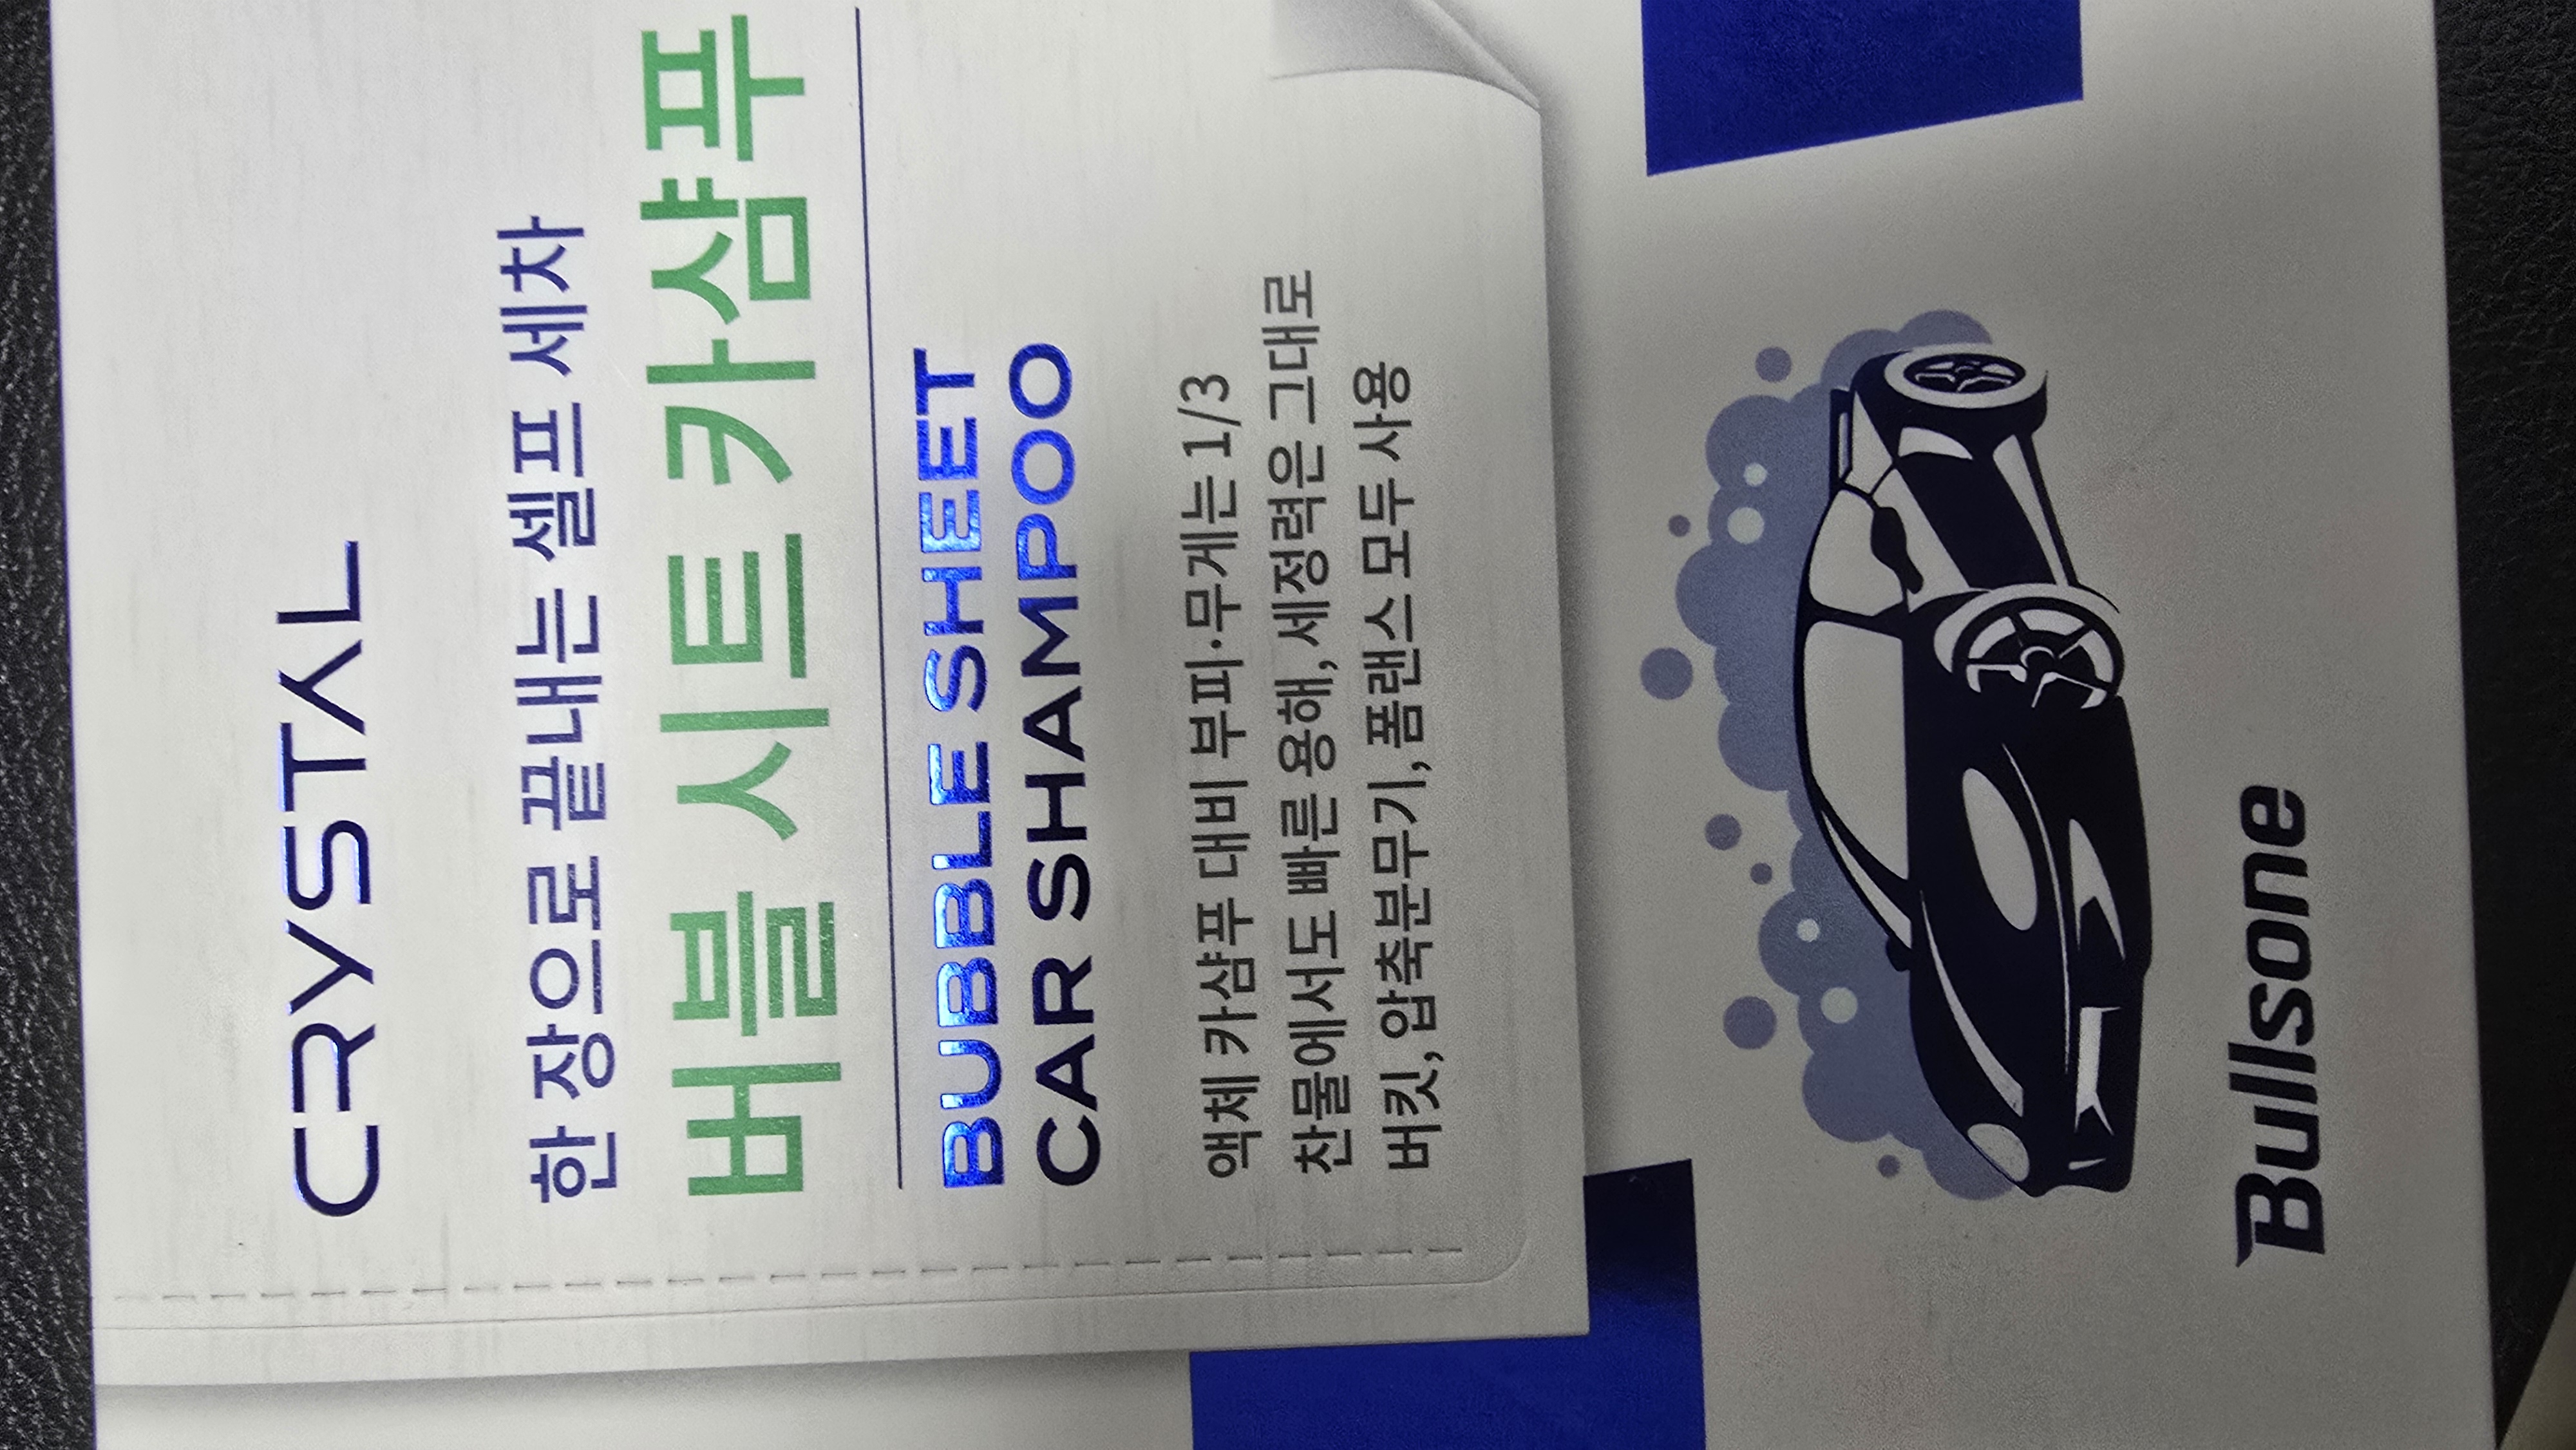 CRYSTAL
한 장으로 끝내는 셀프 세차
버블 시트 카샴푸
BUBBLE SHEET
CAR SHAMPOO
액체 카샴푸 대비 부피·무게는 1/3
찬물에서도 빠른 용해, 세정력은 그대로
버킷, 압축분무기, 폼랜스 모두 사용
Bullsone